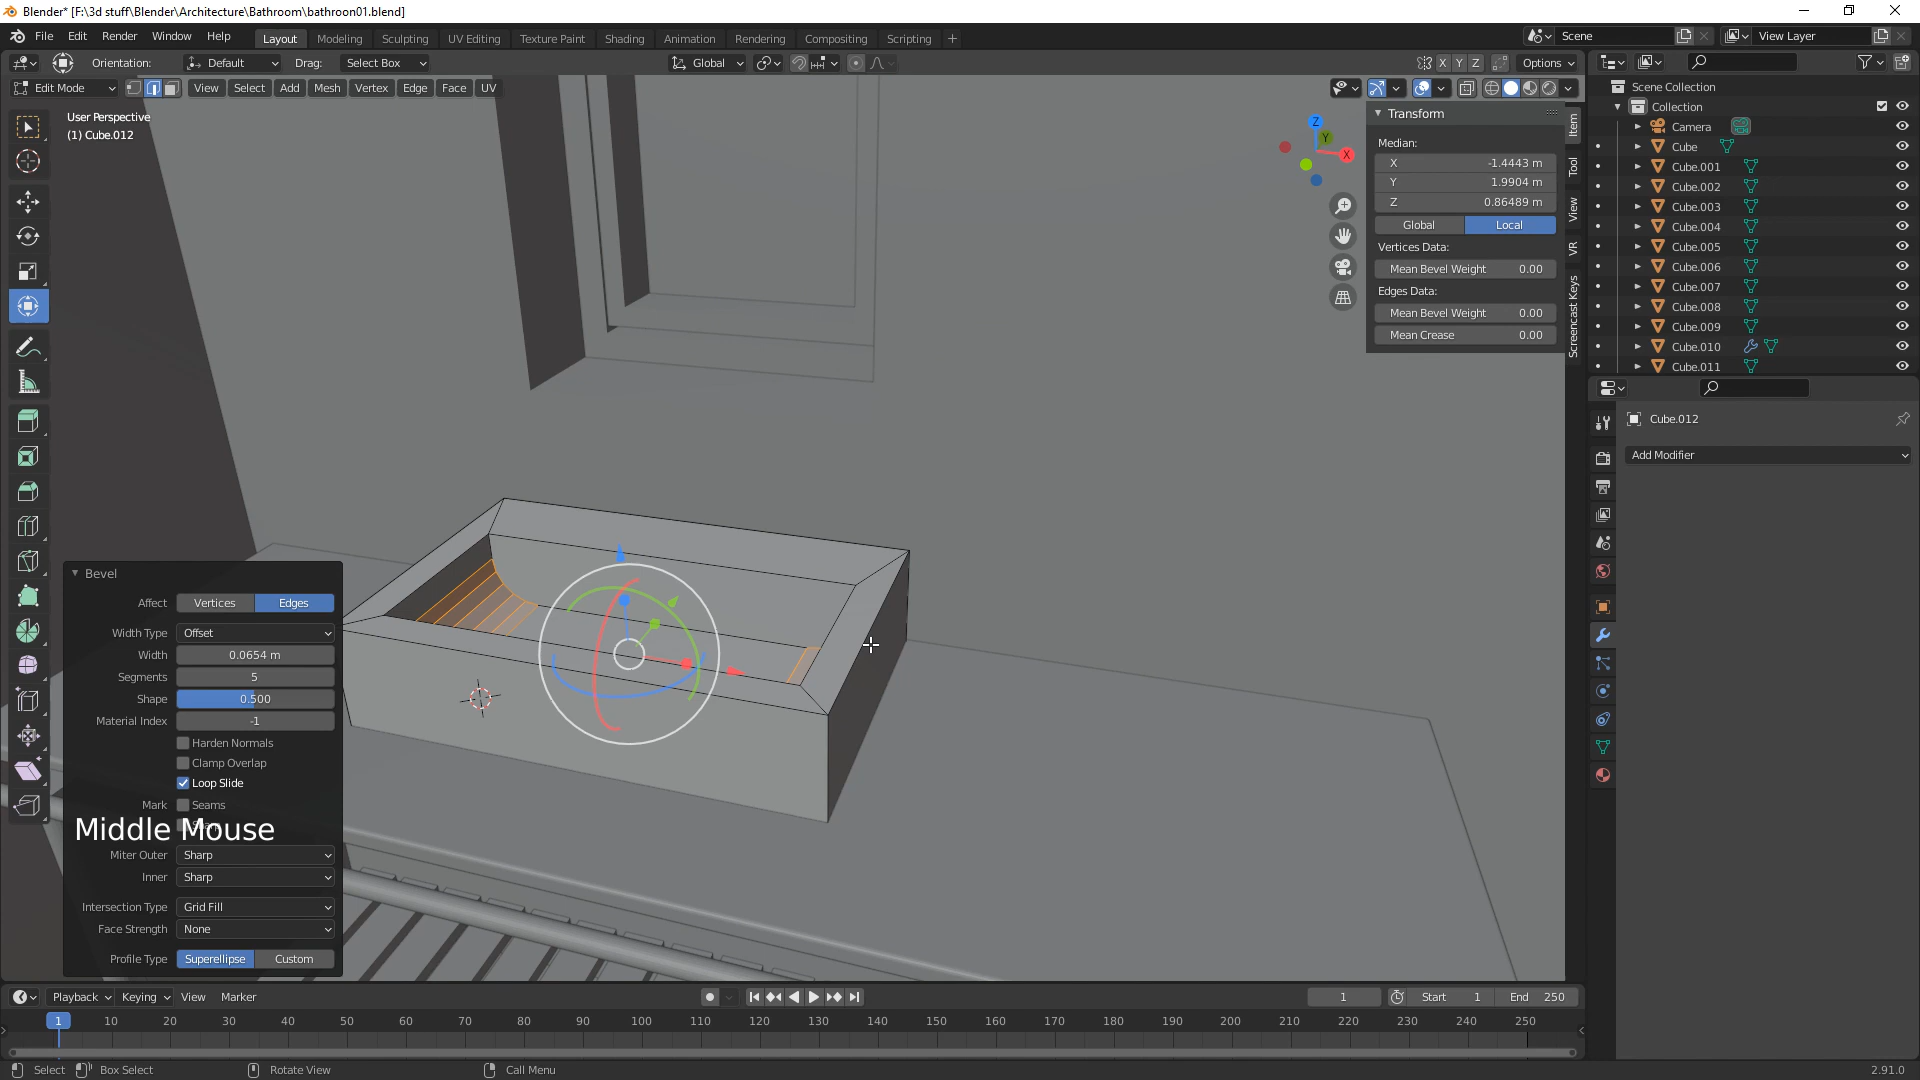 Blender* [F:\3d stuff\Blender\Architecture\Bathroom\bathroon01.blend]
File Edit Render Window Help
Layout Modeling Sculpting UV Editing Texture Paint Shading Animation Rendering Compositing Scripting +
Scene
View Layer
Orientation: Default Drag: Select Box
Global
X Y Z Options
Edit Mode View Select Add Mesh Vertex Edge Face UV
User Perspective
(1) Cube.012
Z
Y
X
Transform
Median:
X -1.4443 m
Y 1.9904 m
Z 0.86489 m
Global Local
Vertices Data:
Mean Bevel Weight 0.00
Edges Data:
Mean Bevel Weight 0.00
Mean Crease 0.00
Item
Tool
View
VR
Screencast Keys
Scene Collection
Collection
Camera
Cube
Cube.001
Cube.002
Cube.003
Cube.004
Cube.005
Cube.006
Cube.007
Cube.008
Cube.009
Cube.010
Cube.011
Cube.012
Add Modifier
Bevel
Affect Vertices Edges
Width Type Offset
Width 0.0654 m
Segments 5
Shape 0.500
Material Index -1
Harden Normals
Clamp Overlap
Loop Slide
Mark Seams
Middle Mouse
Miter Outer Sharp
Inner Sharp
Intersection Type Grid Fill
Face Strength None
Profile Type Superellipse Custom
Playback Keying View Marker
1 Start 1 End 250
1 10 20 30 40 50 60 70 80 90 100 110 120 130 140 150 160 170 180 190 200 210 220 230 240 250
Select Box Select Rotate View Call Menu 2.91.0